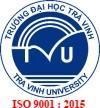 TRƯỜNG ĐẠI HỌC TRÀ VINH
TVU
TRA VINH UNIVERSITY
ISO 9001 : 2015